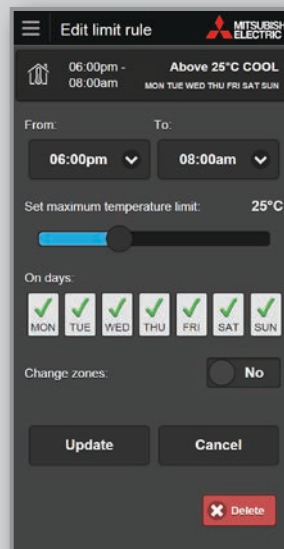 Edit limit rule
MITSUBISH
ELECTRIC
06:00pm -
08:00am
Above 25°C COOL
MON TUE WED THU FRI SAT SUN
From:
To:
06:00pm
08:00am
Set maximum temperature limit:
25°C
On days:
MON TUE WED THU FRI SAT SUN
Change zones:
No
Update
Cancel
Delete